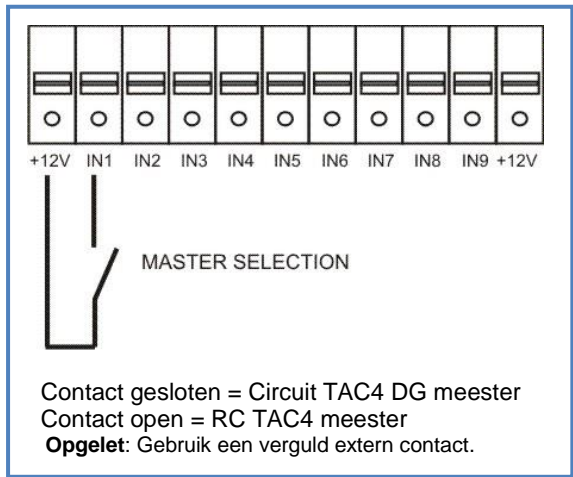 +12V IN1 IN2 IN3 IN4 IN5 IN6 IN7 IN8 IN9 +12V
MASTER SELECTION
Contact gesloten = Circuit TAC4 DG meester
Contact open = RC TAC4 meester
Opgelet: Gebruik een verguld extern contact.